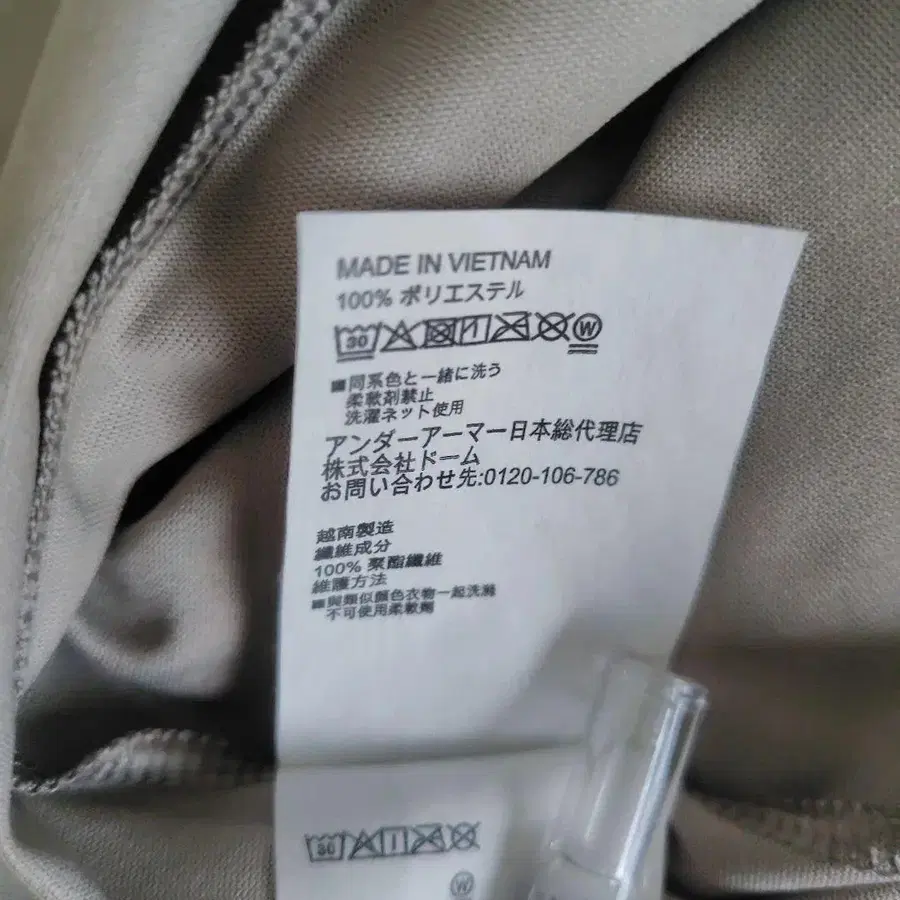 MADE IN VIETNAM
100% ポリエステル
30 W
■同系色と一緒に洗う
柔軟剤禁止
洗濯ネット使用
アンダーアーマー日本総代理店
株式会社ドーム
お問い合わせ先:0120-106-786
越南製造
纖維成分
100% 聚酯纖維
維護方法
■與類似顏色衣物一起洗滌
不可使用柔軟劑
30
W